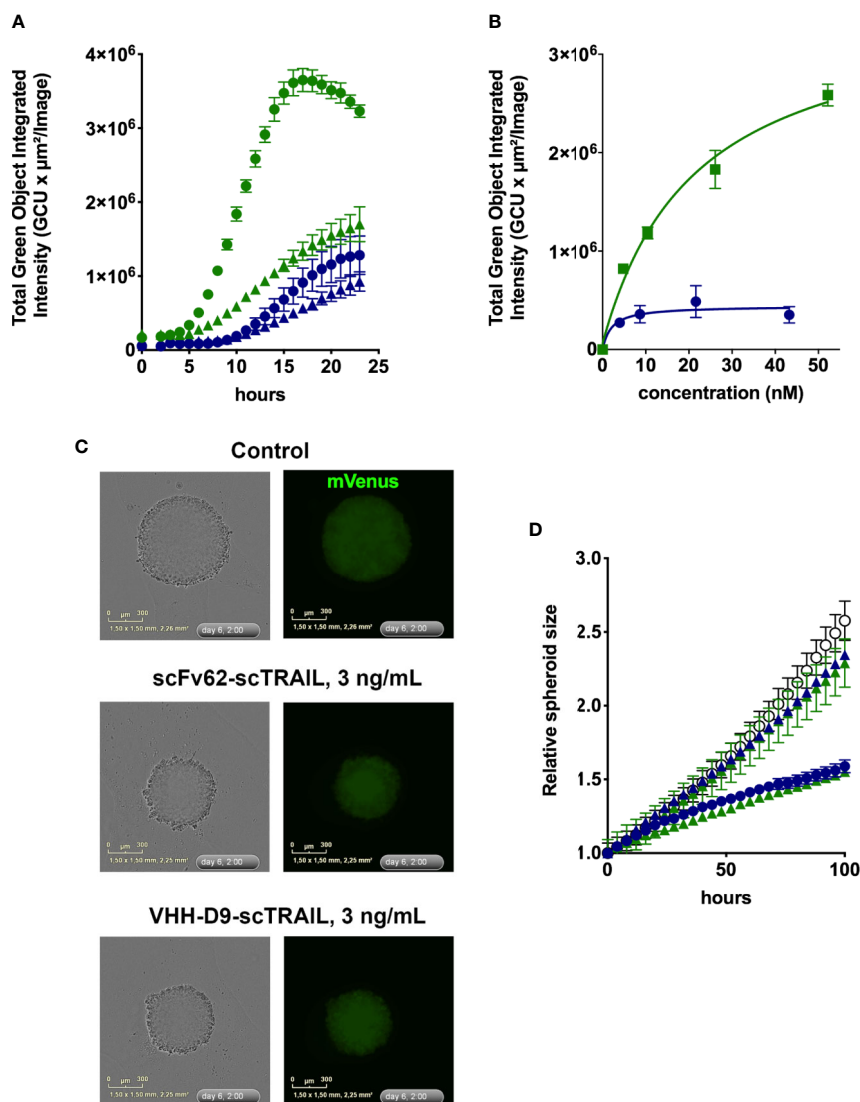 A
Total Green Object Integrated
Intensity (GCU x µm²/Image)
4×10⁶
3×10⁶
2×10⁶
1×10⁶
0
0
5
10
15
20
25
hours
B
Total Green Object Integrated
Intensity (GCU x µm²/Image)
3×10⁶
2×10⁶
1×10⁶
0
0
10
20
30
40
50
concentration (nM)
C
Control
mVenus
0 µm 300
1,50 x 1,50 mm, 2,26 mm²
day 6, 2:00
0 µm 300
1,50 x 1,50 mm, 2,26 mm²
day 6, 2:00
scFv62-scTRAIL, 3 ng/mL
0 µm 300
1,50 x 1,50 mm, 2,25 mm²
day 6, 2:00
0 µm 300
1,50 x 1,50 mm, 2,25 mm²
day 6, 2:00
VHH-D9-scTRAIL, 3 ng/mL
0 µm 300
1,50 x 1,50 mm, 2,25 mm²
day 6, 2:00
0 µm 300
1,50 x 1,50 mm, 2,25 mm²
day 6, 2:00
D
Relative spheroid size
3.0
2.5
2.0
1.5
1.0
0
50
100
hours